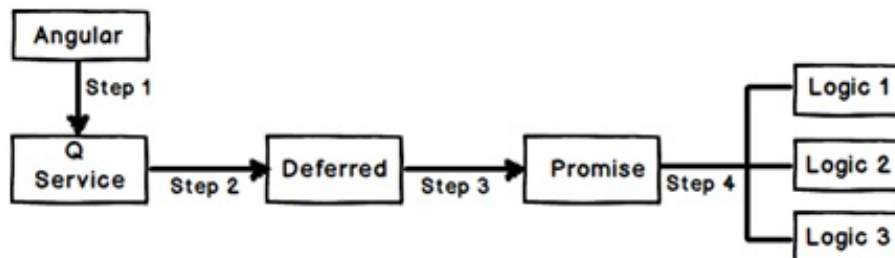 Angular
Step 1
Q
Service
Step 2
Deferred
Step 3
Promise
Step 4
Logic 1
Logic 2
Logic 3